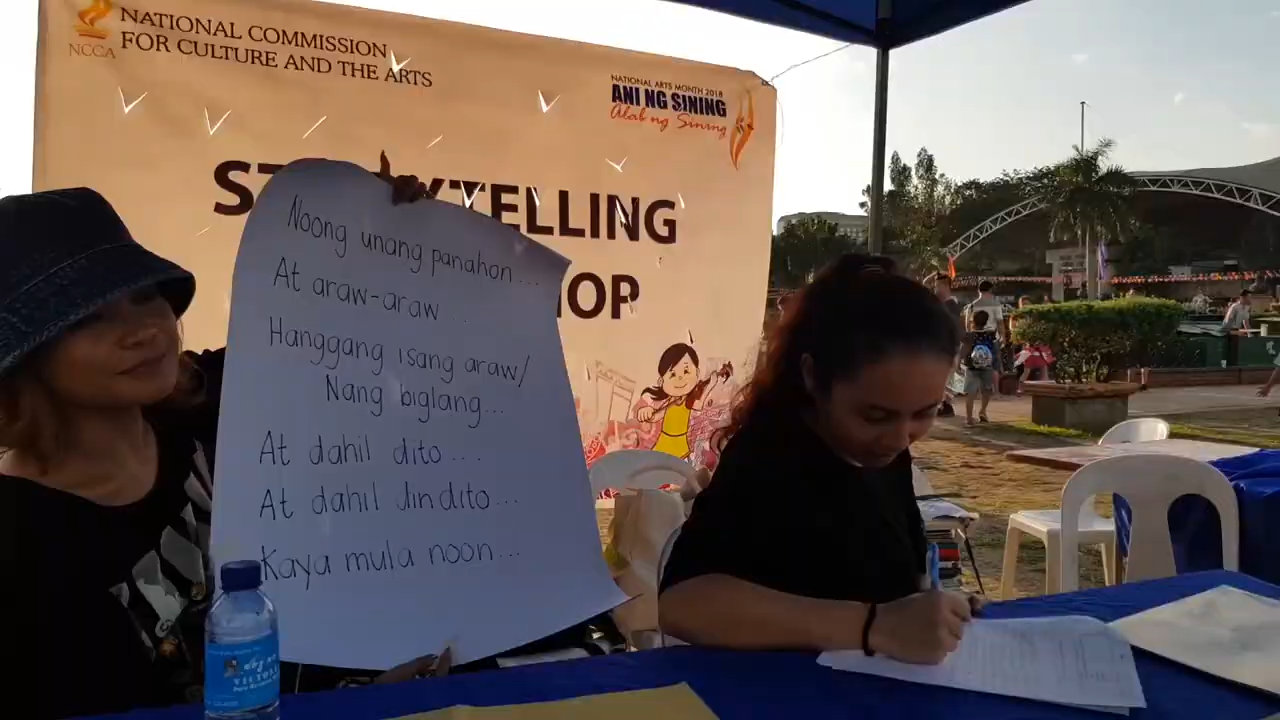 NATIONAL COMMISSION
FOR CULTURE AND THE ARTS
NCCA
NATIONAL ARTS MONTH 2018
ANI NG SINING
Alab ng Sining
Noong unang panahon...
At araw-araw...
Hanggang isang araw/
Nang biglang...
At dahil dito...
At dahil din dito...
Kaya mula noon...